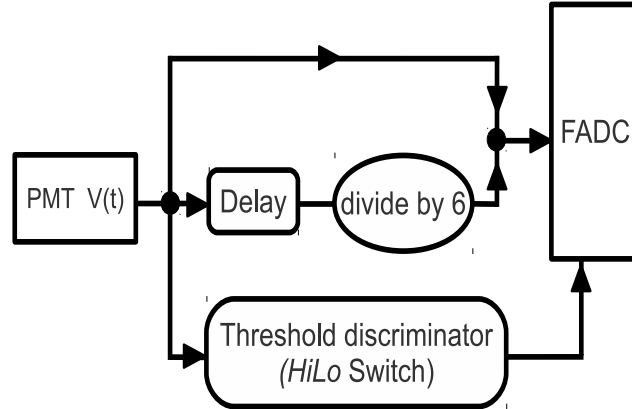 FADC
PMT V(t)
Delay
divide by 6
Threshold discriminator
(HiLo Switch)